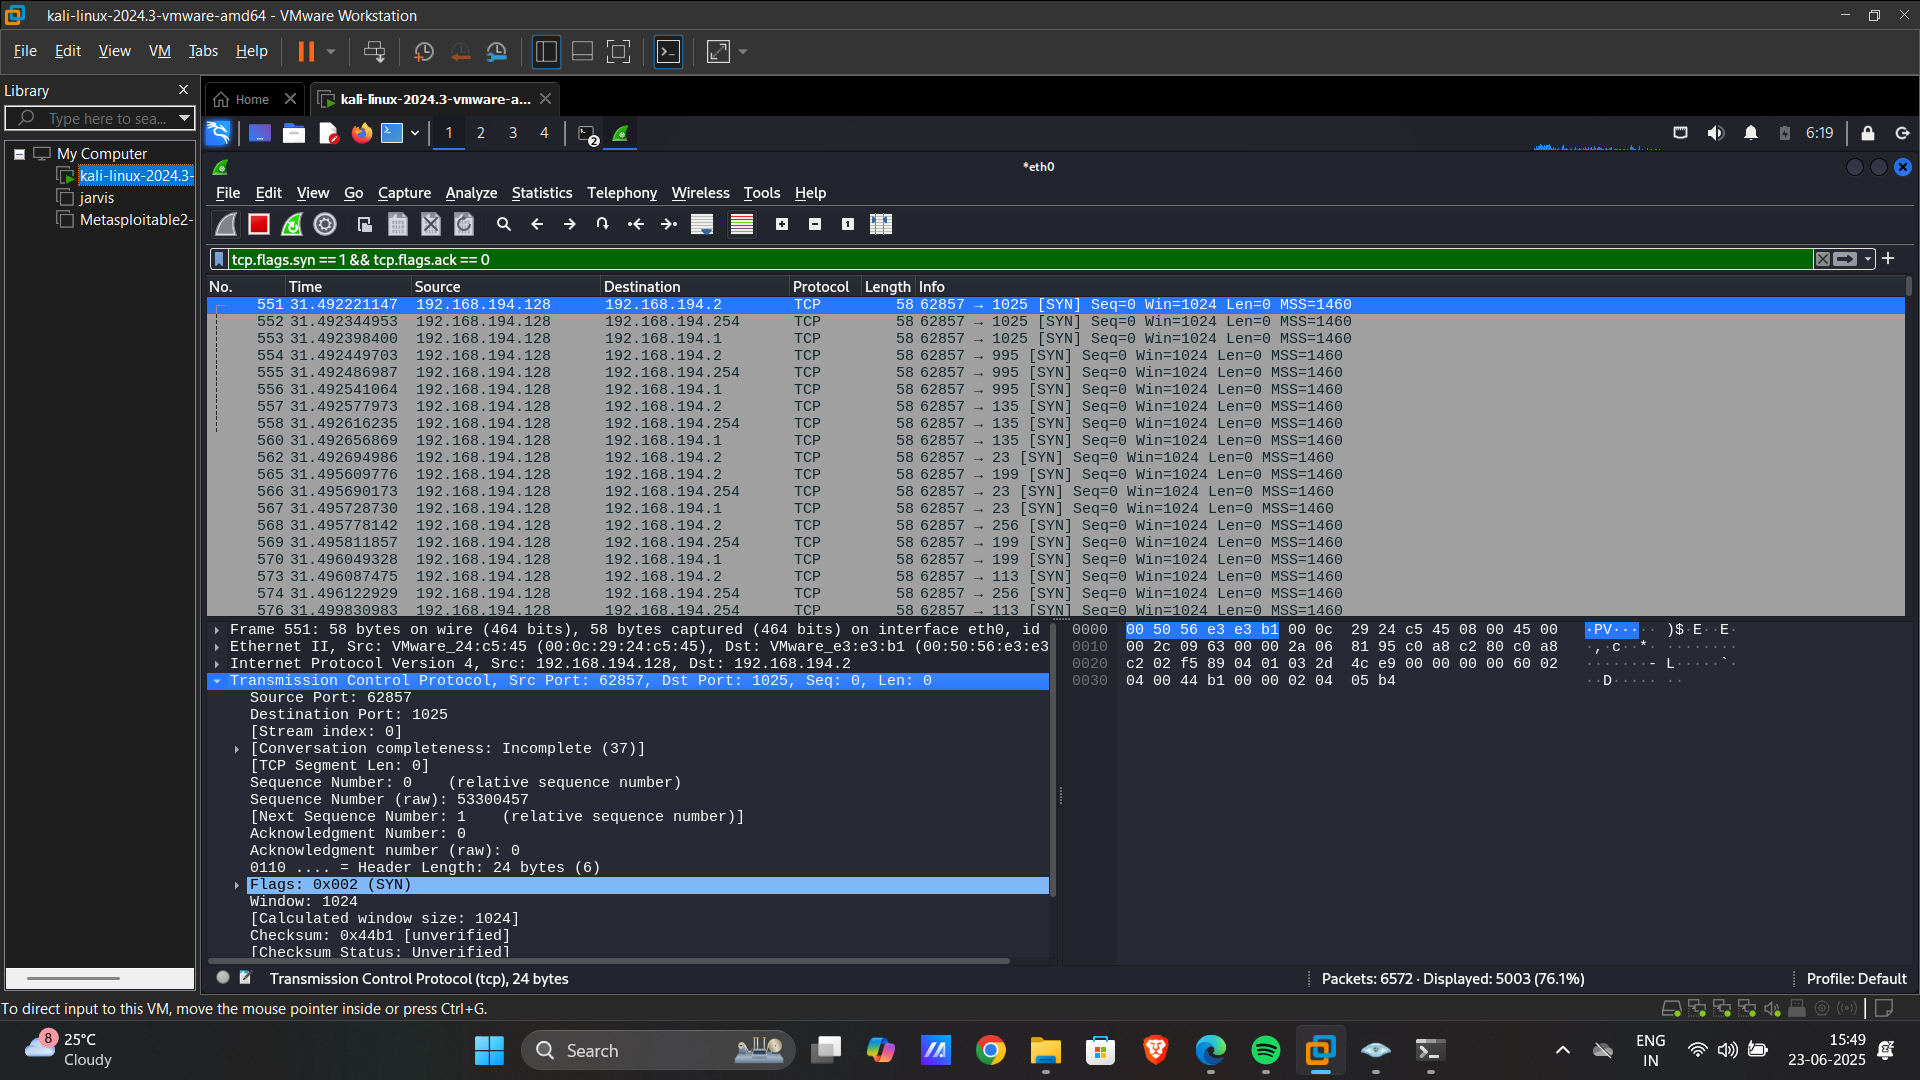 kali-linux-2024.3-vmware-amd64 - VMware Workstation
File Edit View VM Tabs Help
Library
Type here to sea...
My Computer
kali-linux-2024.3-
jarvis
Metasploitable2-
Home
kali-linux-2024.3-vmware-a...
1 2 3 4
2
6:19
*eth0
File Edit View Go Capture Analyze Statistics Telephony Wireless Tools Help
tcp.flags.syn == 1 && tcp.flags.ack == 0
No. Time Source Destination Protocol Length Info
551 31.492221147 192.168.194.128 192.168.194.2 TCP 58 62857 → 1025 [SYN] Seq=0 Win=1024 Len=0 MSS=1460
552 31.492344953 192.168.194.128 192.168.194.254 TCP 58 62857 → 1025 [SYN] Seq=0 Win=1024 Len=0 MSS=1460
553 31.492398400 192.168.194.128 192.168.194.1 TCP 58 62857 → 1025 [SYN] Seq=0 Win=1024 Len=0 MSS=1460
554 31.492449703 192.168.194.128 192.168.194.2 TCP 58 62857 → 995 [SYN] Seq=0 Win=1024 Len=0 MSS=1460
555 31.492486987 192.168.194.128 192.168.194.254 TCP 58 62857 → 995 [SYN] Seq=0 Win=1024 Len=0 MSS=1460
556 31.492541064 192.168.194.128 192.168.194.1 TCP 58 62857 → 995 [SYN] Seq=0 Win=1024 Len=0 MSS=1460
557 31.492577973 192.168.194.128 192.168.194.2 TCP 58 62857 → 135 [SYN] Seq=0 Win=1024 Len=0 MSS=1460
558 31.492616235 192.168.194.128 192.168.194.254 TCP 58 62857 → 135 [SYN] Seq=0 Win=1024 Len=0 MSS=1460
560 31.492656869 192.168.194.128 192.168.194.1 TCP 58 62857 → 135 [SYN] Seq=0 Win=1024 Len=0 MSS=1460
562 31.492694986 192.168.194.128 192.168.194.2 TCP 58 62857 → 23 [SYN] Seq=0 Win=1024 Len=0 MSS=1460
565 31.495609776 192.168.194.128 192.168.194.2 TCP 58 62857 → 199 [SYN] Seq=0 Win=1024 Len=0 MSS=1460
566 31.495690173 192.168.194.128 192.168.194.254 TCP 58 62857 → 23 [SYN] Seq=0 Win=1024 Len=0 MSS=1460
567 31.495728730 192.168.194.128 192.168.194.1 TCP 58 62857 → 23 [SYN] Seq=0 Win=1024 Len=0 MSS=1460
568 31.495778142 192.168.194.128 192.168.194.2 TCP 58 62857 → 256 [SYN] Seq=0 Win=1024 Len=0 MSS=1460
569 31.495811857 192.168.194.128 192.168.194.254 TCP 58 62857 → 199 [SYN] Seq=0 Win=1024 Len=0 MSS=1460
570 31.496049328 192.168.194.128 192.168.194.1 TCP 58 62857 → 199 [SYN] Seq=0 Win=1024 Len=0 MSS=1460
573 31.496087475 192.168.194.128 192.168.194.2 TCP 58 62857 → 113 [SYN] Seq=0 Win=1024 Len=0 MSS=1460
574 31.496122929 192.168.194.128 192.168.194.254 TCP 58 62857 → 256 [SYN] Seq=0 Win=1024 Len=0 MSS=1460
576 31.499830983 192.168.194.128 192.168.194.254 TCP 58 62857 → 113 [SYN] Seq=0 Win=1024 Len=0 MSS=1460
Frame 551: 58 bytes on wire (464 bits), 58 bytes captured (464 bits) on interface eth0, id
Ethernet II, Src: VMware_24:c5:45 (00:0c:29:24:c5:45), Dst: VMware_e3:e3:b1 (00:50:56:e3:e3
Internet Protocol Version 4, Src: 192.168.194.128, Dst: 192.168.194.2
Transmission Control Protocol, Src Port: 62857, Dst Port: 1025, Seq: 0, Len: 0
Source Port: 62857
Destination Port: 1025
[Stream index: 0]
[Conversation completeness: Incomplete (37)]
[TCP Segment Len: 0]
Sequence Number: 0 (relative sequence number)
Sequence Number (raw): 53300457
[Next Sequence Number: 1 (relative sequence number)]
Acknowledgment Number: 0
Acknowledgment number (raw): 0
0110 .... = Header Length: 24 bytes (6)
Flags: 0x002 (SYN)
Window: 1024
[Calculated window size: 1024]
Checksum: 0x44b1 [unverified]
[Checksum Status: Unverified]
0000 00 50 56 e3 e3 b1 00 0c 29 24 c5 45 08 00 45 00 ·PV····· )$·E··E·
0010 00 2c 09 63 00 00 2a 06 81 95 c0 a8 c2 80 c0 a8 ·,·c··*· ········
0020 c2 02 f5 89 04 01 03 2d 4c e9 00 00 00 00 60 02 ·······- L·····`·
0030 04 00 44 b1 00 00 02 04 05 b4 ··D····· ··
Transmission Control Protocol (tcp), 24 bytes
Packets: 6572 · Displayed: 5003 (76.1%)
Profile: Default
To direct input to this VM, move the mouse pointer inside or press Ctrl+G.
8
25°C
Cloudy
Search
ENG
IN
15:49
23-06-2025